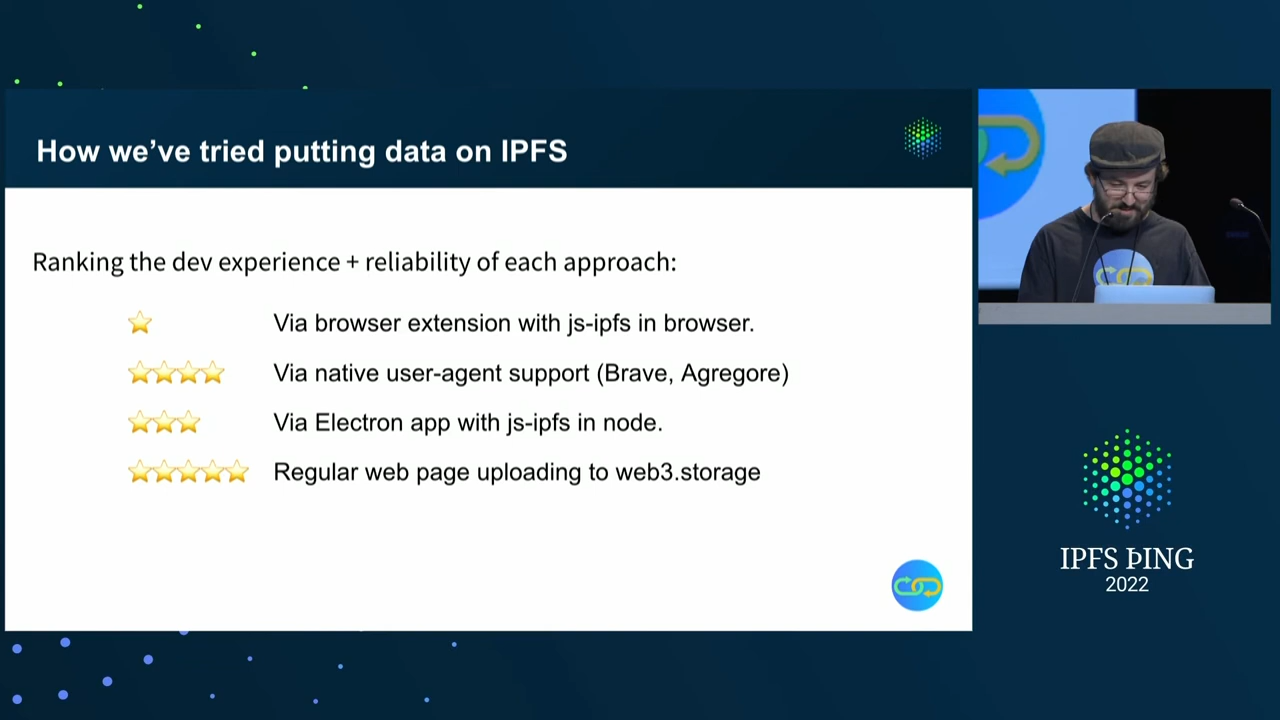 How we’ve tried putting data on IPFS
Ranking the dev experience + reliability of each approach:
Via browser extension with js-ipfs in browser.
Via native user-agent support (Brave, Agregore)
Via Electron app with js-ipfs in node.
Regular web page uploading to web3.storage
IPFS ÞING
2022